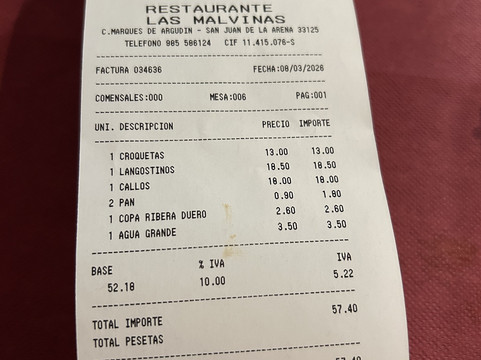 RESTAURANTE
LAS MALVINAS
C.MARQUES DE ARGUDIN - SAN JUAN DE LA ARENA 33125
TELEFONO 985 586124 CIF 11.415.076-S
FACTURA 034636 FECHA:08/03/2026
COMENSALES:000 MESA:006 PAG:001
UNI. DESCRIPCION PRECIO IMPORTE
1 CROQUETAS 13.00 13.00
1 LANGOSTINOS 18.50 18.50
1 CALLOS 18.00 18.00
2 PAN 0.90 1.80
1 COPA RIBERA DUERO 2.60 2.60
1 AGUA GRANDE 3.50 3.50
BASE % IVA IVA
52.18 10.00 5.22
TOTAL IMPORTE 57.40
TOTAL PESETAS